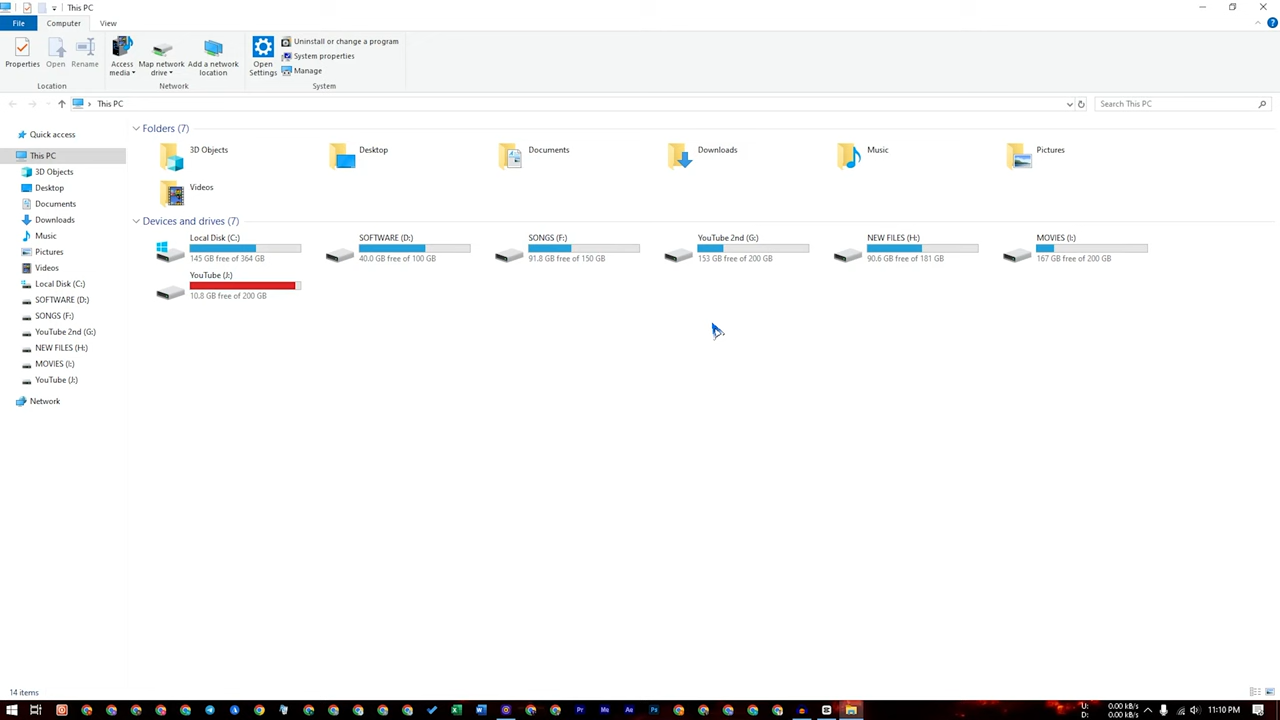 This PC
File
Computer
View
Properties
Open
Rename
Access media
Map network drive
Add a network location
Open Settings
Uninstall or change a program
System properties
Manage
Location
Network
System
This PC
Search This PC
Quick access
This PC
3D Objects
Desktop
Documents
Downloads
Music
Pictures
Videos
Local Disk (C:)
SOFTWARE (D:)
SONGS (F:)
YouTube 2nd (G:)
NEW FILES (H:)
MOVIES (I:)
YouTube (J:)
Network
Folders (7)
3D Objects
Desktop
Documents
Downloads
Music
Pictures
Videos
Devices and drives (7)
Local Disk (C:)
145 GB free of 364 GB
SOFTWARE (D:)
40.0 GB free of 100 GB
SONGS (F:)
91.8 GB free of 150 GB
YouTube 2nd (G:)
153 GB free of 200 GB
NEW FILES (H:)
90.6 GB free of 181 GB
MOVIES (I:)
167 GB free of 200 GB
YouTube (J:)
10.8 GB free of 200 GB
14 items
U: 0.00 kB/s
D: 0.00 kB/s
11:10 PM